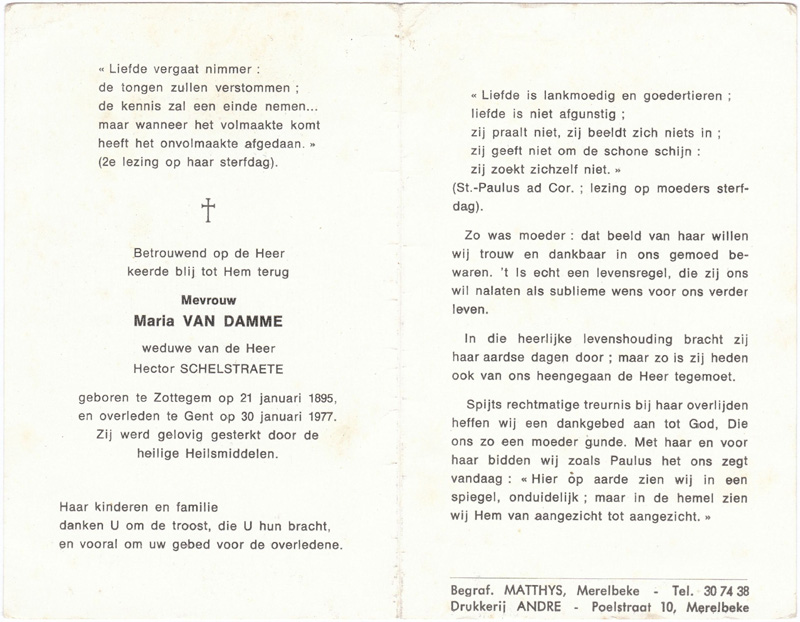 « Liefde vergaat nimmer :
de tongen zullen verstommen ;
de kennis zal een einde nemen...
maar wanneer het volmaakte komt
heeft het onvolmaakte afgedaan. »
(2e lezing op haar sterfdag).
Betrouwend op de Heer
keerde blij tot Hem terug
Mevrouw
Maria VAN DAMME
weduwe van de Heer
Hector SCHELSTRAETE
geboren te Zottegem op 21 januari 1895,
en overleden te Gent op 30 januari 1977.
Zij werd gelovig gesterkt door de
heilige Heilsmiddelen.
Haar kinderen en familie
danken U om de troost, die U hun bracht,
en vooral om uw gebed voor de overledene.
« Liefde is lankmoedig en goedertieren ;
liefde is niet afgunstig ;
zij praalt niet, zij beeldt zich niets in ;
zij geeft niet om de schone schijn :
zij zoekt zichzelf niet. »
(St.-Paulus ad Cor. ; lezing op moeders sterf-
dag).
Zo was moeder : dat beeld van haar willen
wij trouw en dankbaar in ons gemoed be-
waren. 't Is echt een levensregel, die zij ons
wil nalaten als sublieme wens voor ons verder
leven.
In die heerlijke levenshouding bracht zij
haar aardse dagen door ; maar zo is zij heden
ook van ons heengegaan de Heer tegemoet.
Spijts rechtmatige treurnis bij haar overlijden
heffen wij een dankgebed aan tot God, Die
ons zo een moeder gunde. Met haar en voor
haar bidden wij zoals Paulus het ons zegt
vandaag : « Hier op aarde zien wij in een
spiegel, onduidelijk ; maar in de hemel zien
wij Hem van aangezicht tot aangezicht. »
Begraf. MATTHYS, Merelbeke - Tel. 30 74 38
Drukkerij ANDRE - Poelstraat 10, Merelbeke